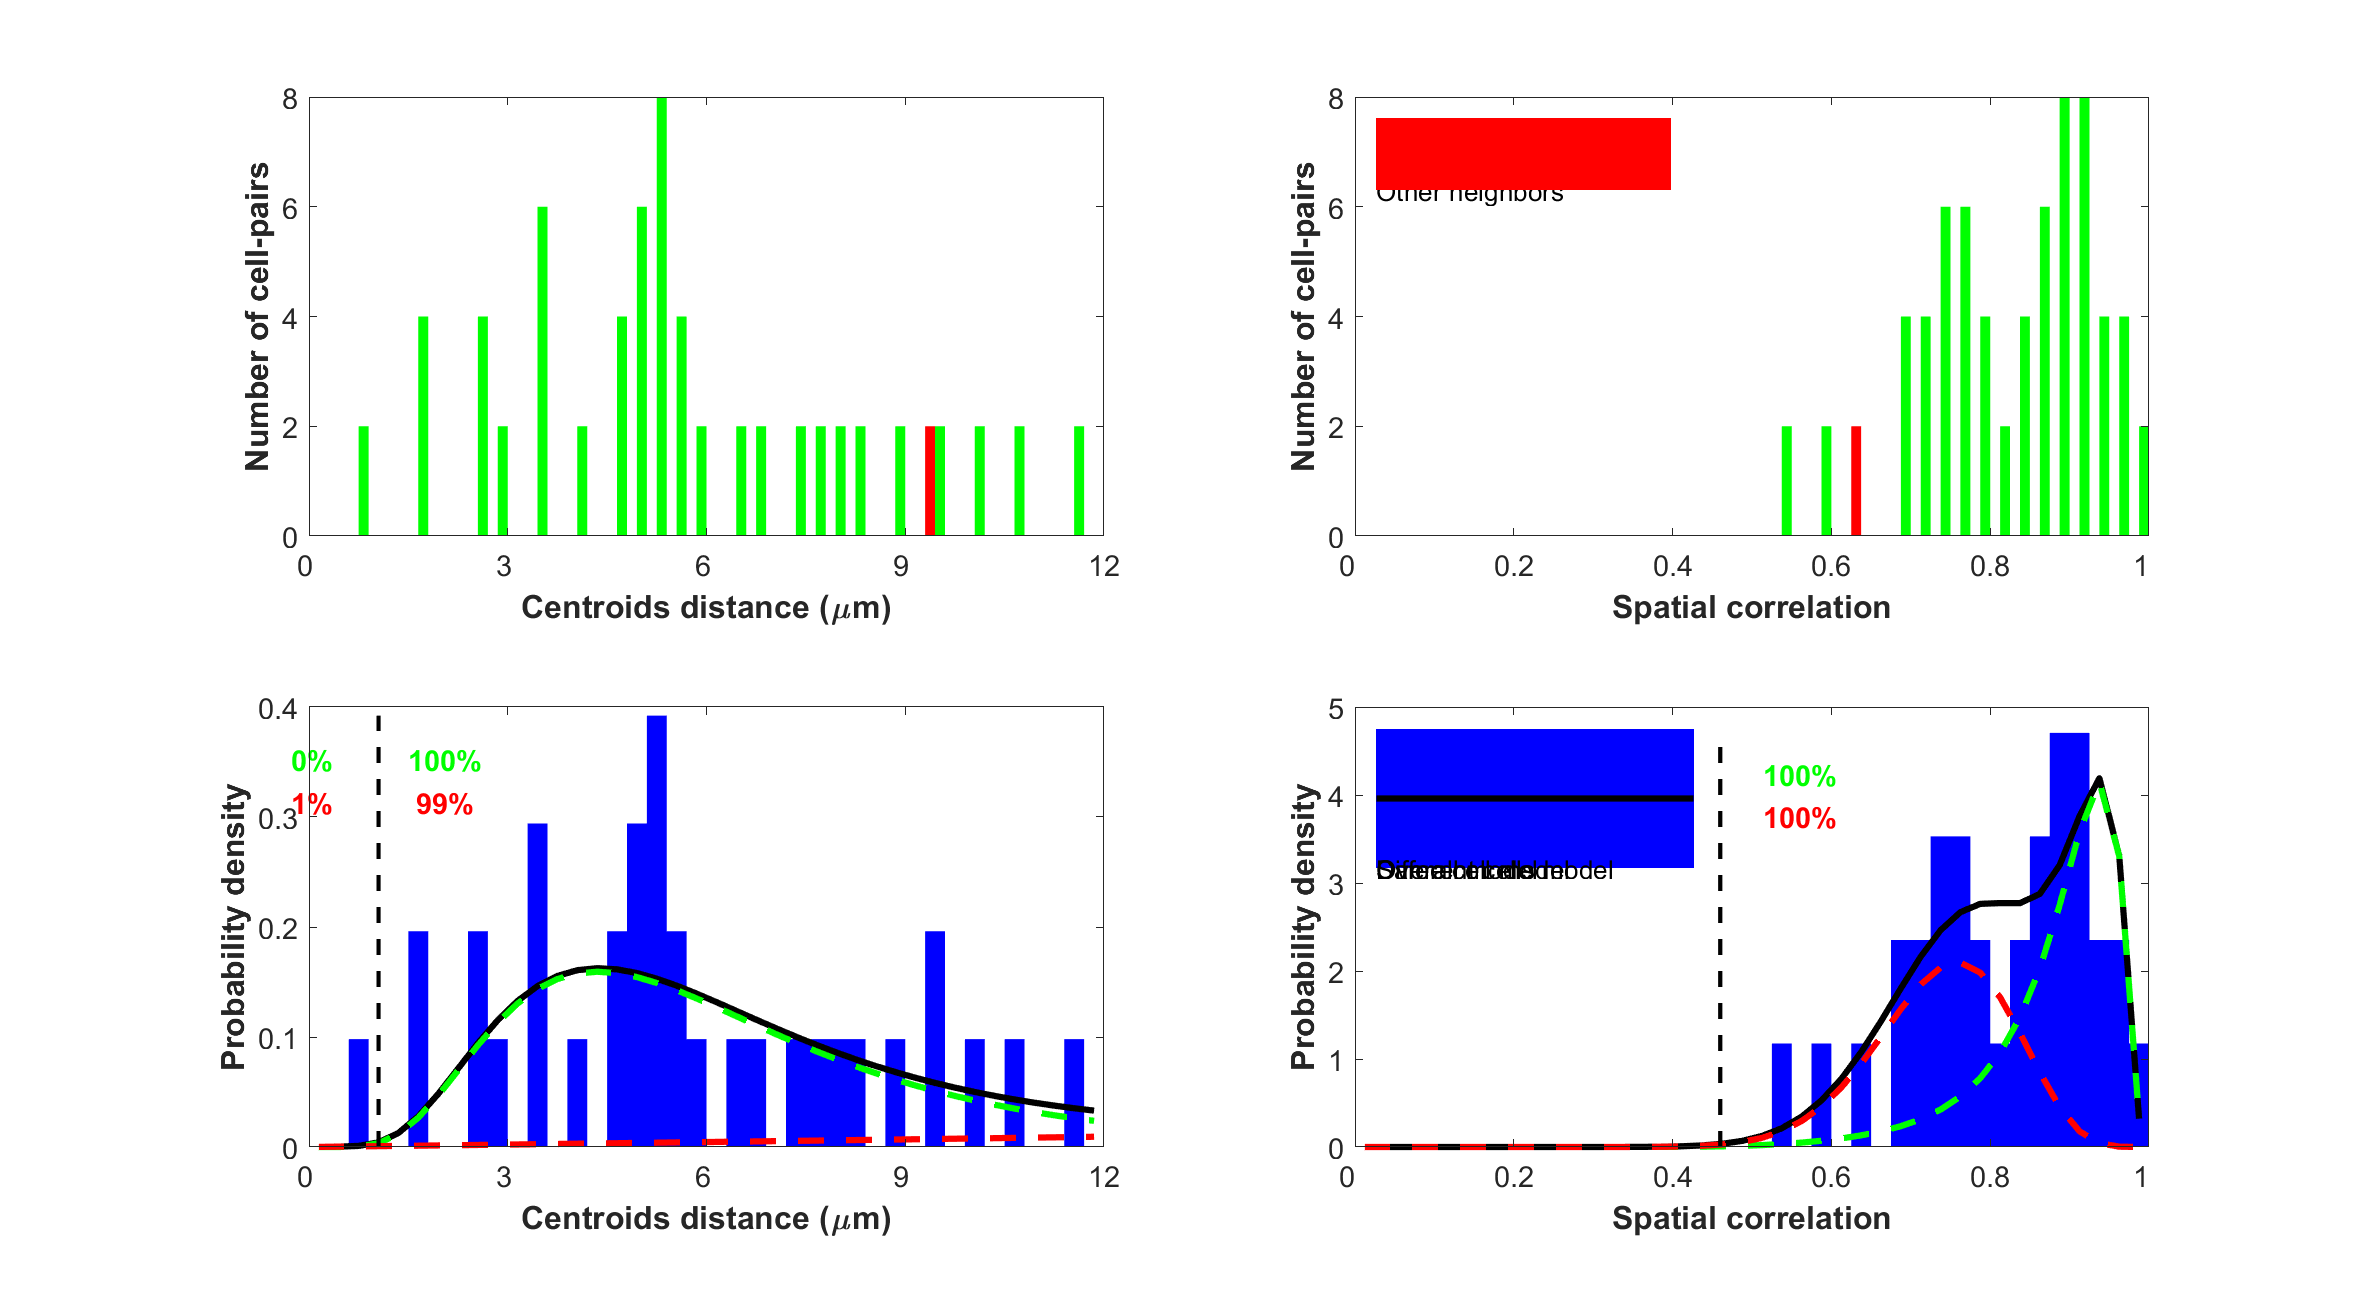 8
6
4
2
0
0 3 6 9 12
Number of cell-pairs
Centroids distance (μm)
8
6
4
2
0
0 0.2 0.4 0.6 0.8 1
Number of cell-pairs
Spatial correlation
Other neighbors
0.4
0.3
0.2
0.1
0
0 3 6 9 12
Probability density
Centroids distance (μm)
0% 100%
1% 99%
5
4
3
2
1
0
0 0.2 0.4 0.6 0.8 1
Probability density
Spatial correlation
100%
100%
model